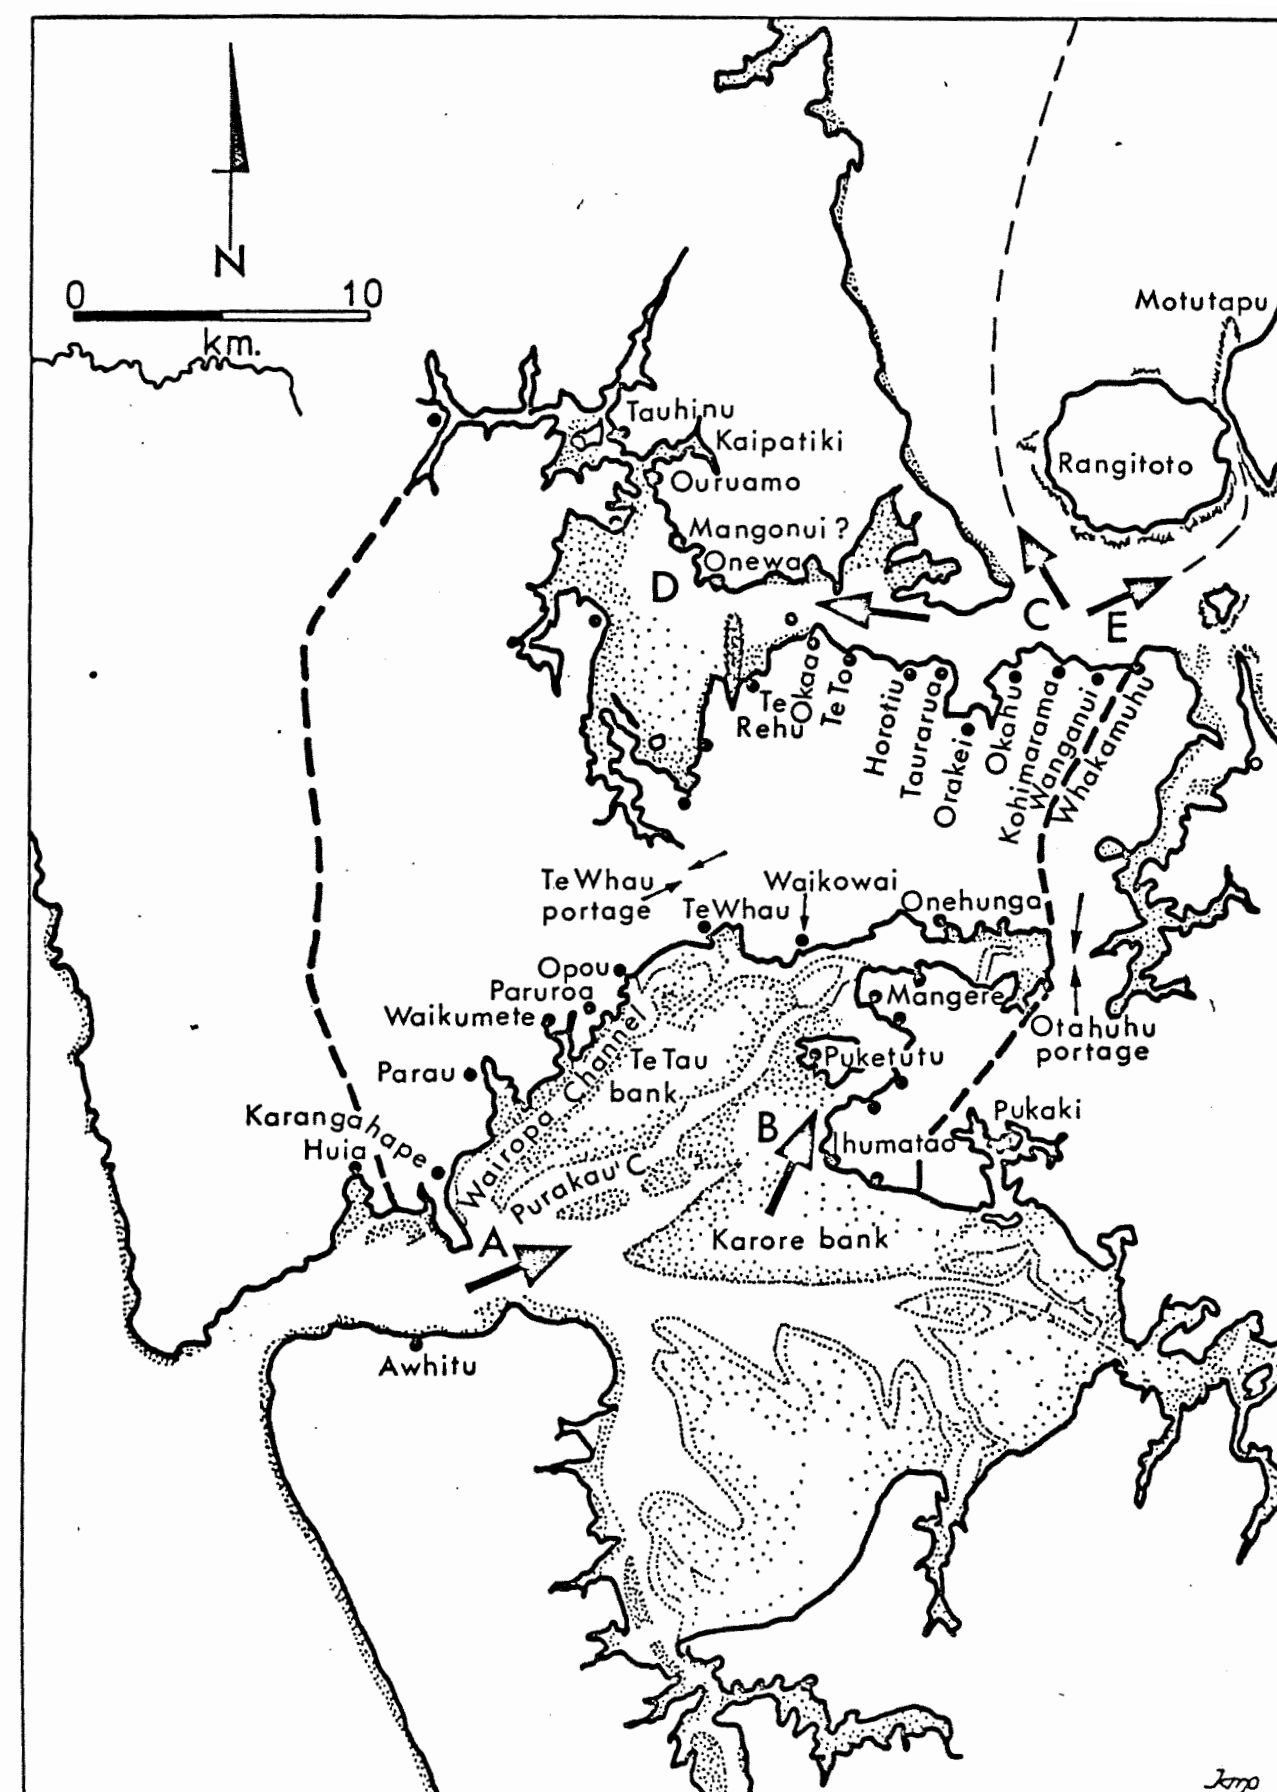 N
0 10
km.
Motutapu
Tauhinu
Kaipatiki
Rangitoto
Ouruamo
Mangonui ?
Onewa
D
C
E
Te
Rehu
Okaa
Te To
Horotiu
Taurarua
Orakei
Okahu
Kohimarama
Wanganui
Whakamuhu
Te Whau
portage
Waikowai
Te Whau
Onehunga
Opou
Paruroa
Waikumete
Mangere
Otahuhu
portage
Wairopa Channel
Te Tau
bank
Puketutu
Parau
Karangahape
Huia
B
Pukaki
Ihumatao
Purakau C
A
Karore bank
Awhitu